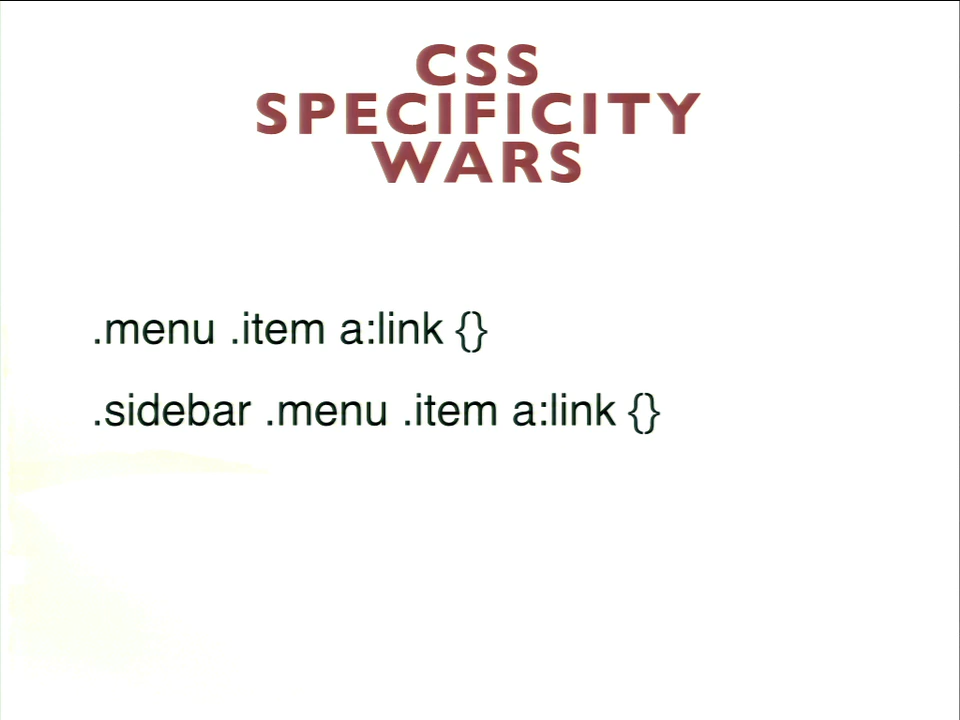 CSS
SPECIFICITY
WARS
.menu .item a:link {}
.sidebar .menu .item a:link {}